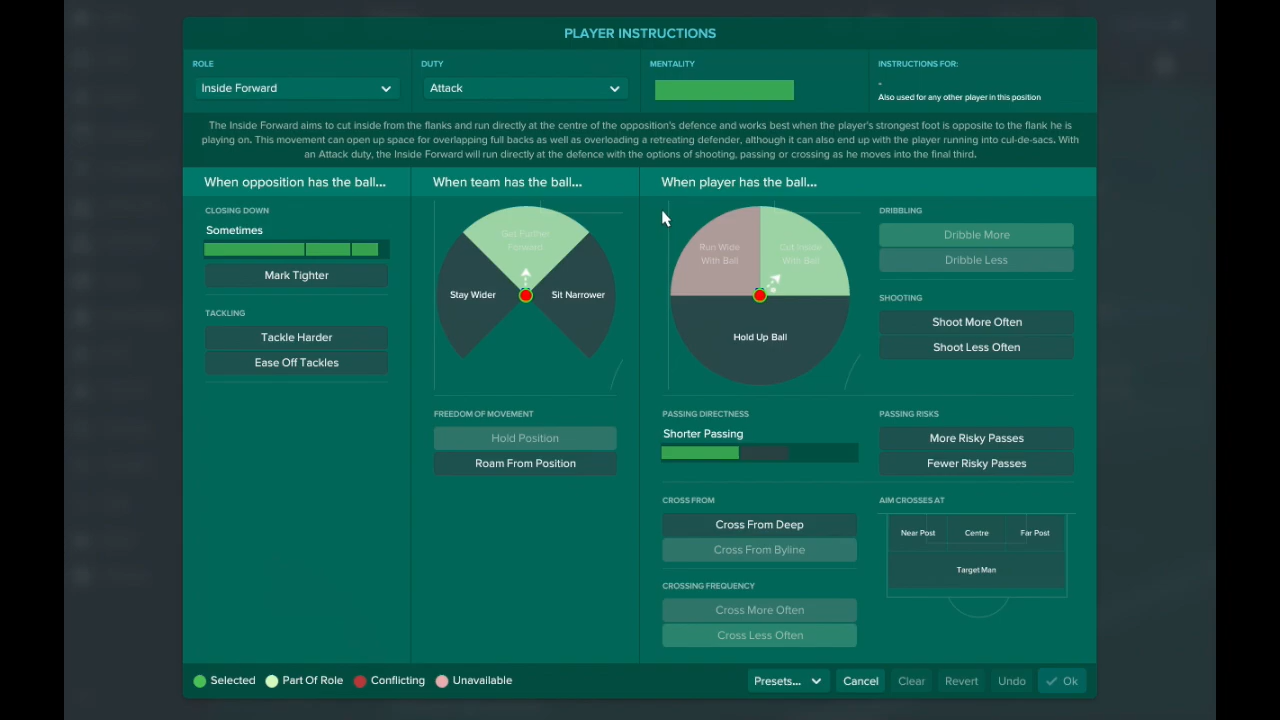 PLAYER INSTRUCTIONS
ROLE
Inside Forward
DUTY
Attack
MENTALITY
INSTRUCTIONS FOR:
-
Also used for any other player in this position
The Inside Forward aims to cut inside from the flanks and run directly at the centre of the opposition's defence and works best when the player's strongest foot is opposite to the flank he is
playing on. This movement can open up space for overlapping full backs as well as overloading a retreating defender, although it can also end up with the player running into cul-de-sacs. With
an Attack duty, the Inside Forward will run directly at the defence with the options of shooting, passing or crossing as he moves into the final third.
When opposition has the ball...
CLOSING DOWN
Sometimes
Mark Tighter
TACKLING
Tackle Harder
Ease Off Tackles
When team has the ball...
Get Further
Forward
Stay Wider
Sit Narrower
FREEDOM OF MOVEMENT
Hold Position
Roam From Position
When player has the ball...
Run Wide
With Ball
Cut Inside
With Ball
Hold Up Ball
DRIBBLING
Dribble More
Dribble Less
SHOOTING
Shoot More Often
Shoot Less Often
PASSING DIRECTNESS
Shorter Passing
PASSING RISKS
More Risky Passes
Fewer Risky Passes
CROSS FROM
Cross From Deep
Cross From Byline
AIM CROSSES AT
Near Post
Centre
Far Post
Target Man
CROSSING FREQUENCY
Cross More Often
Cross Less Often
Selected
Part Of Role
Conflicting
Unavailable
Presets...
Cancel
Clear
Revert
Undo
Ok